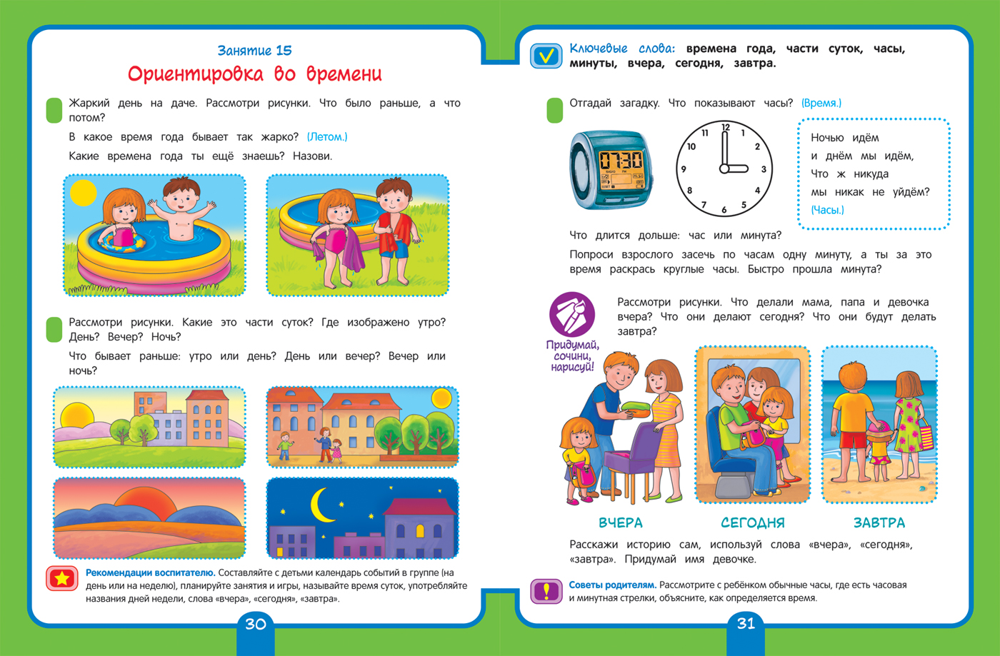 Занятие 15
Ориентировка во времени
Жаркий день на даче. Рассмотри рисунки. Что было раньше, а что
потом?
В какое время года бывает так жарко? (Летом.)
Какие времена года ты ещё знаешь? Назови.
Рассмотри рисунки. Какие это части суток? Где изображено утро?
День? Вечер? Ночь?
Что бывает раньше: утро или день? День или вечер? Вечер или
ночь?
Рекомендации воспитателю. Составляйте с детьми календарь событий в группе (на
день или на неделю), планируйте занятия и игры, называйте время суток, употребляйте
названия дней недели, слова «вчера», «сегодня», «завтра».
30
Ключевые слова: времена года, части суток, часы,
минуты, вчера, сегодня, завтра.
Отгадай загадку. Что показывают часы? (Время.)
07:30
RADIO FM
12
1
2
3
4
5
6
7
8
9
10
11
Ночью идём
и днём мы идём,
Что ж никуда
мы никак не уйдём?
(Часы.)
Что длится дольше: час или минута?
Попроси взрослого засечь по часам одну минуту, а ты за это
время раскрась круглые часы. Быстро прошла минута?
Придумай,
сочини,
нарисуй!
Рассмотри рисунки. Что делали мама, папа и девочка
вчера? Что они делают сегодня? Что они будут делать
завтра?
ВЧЕРА
СЕГОДНЯ
ЗАВТРА
Расскажи историю сам, используй слова «вчера», «сегодня»,
«завтра». Придумай имя девочке.
Советы родителям. Рассмотрите с ребёнком обычные часы, где есть часовая
и минутная стрелки, объясните, как определяется время.
31